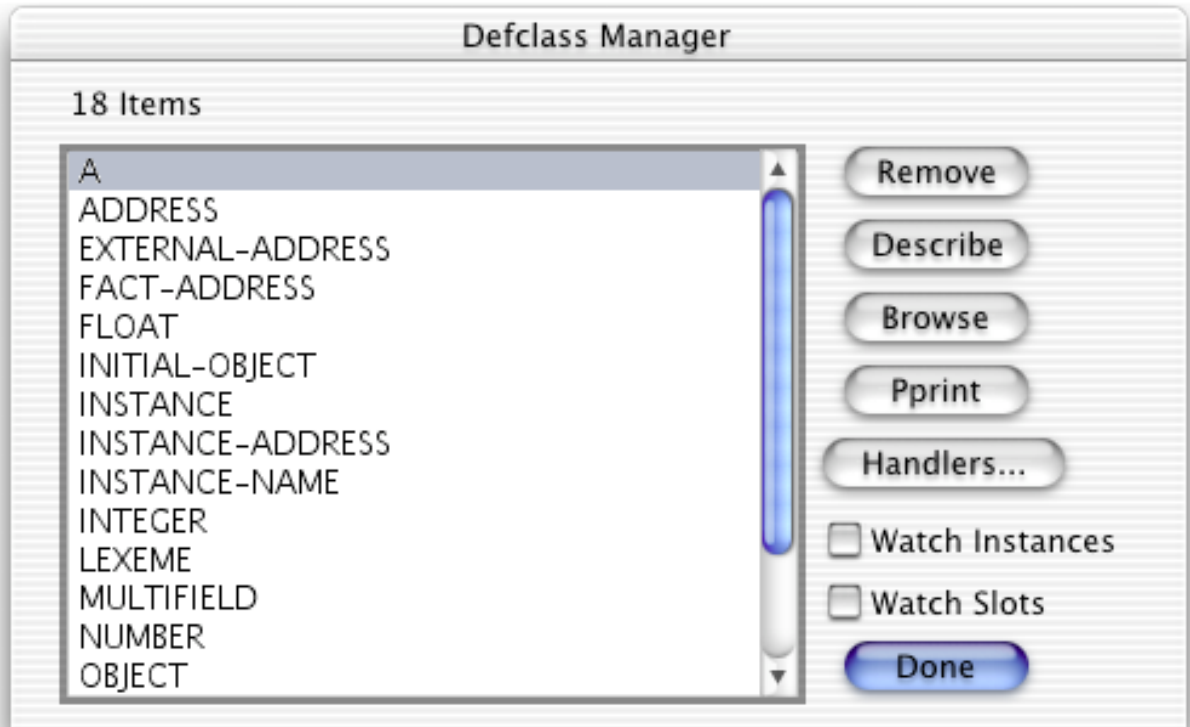 Defclass Manager
18 Items
A
ADDRESS
EXTERNAL-ADDRESS
FACT-ADDRESS
FLOAT
INITIAL-OBJECT
INSTANCE
INSTANCE-ADDRESS
INSTANCE-NAME
INTEGER
LEXEME
MULTIFIELD
NUMBER
OBJECT
Remove
Describe
Browse
Pprint
Handlers...
Watch Instances
Watch Slots
Done